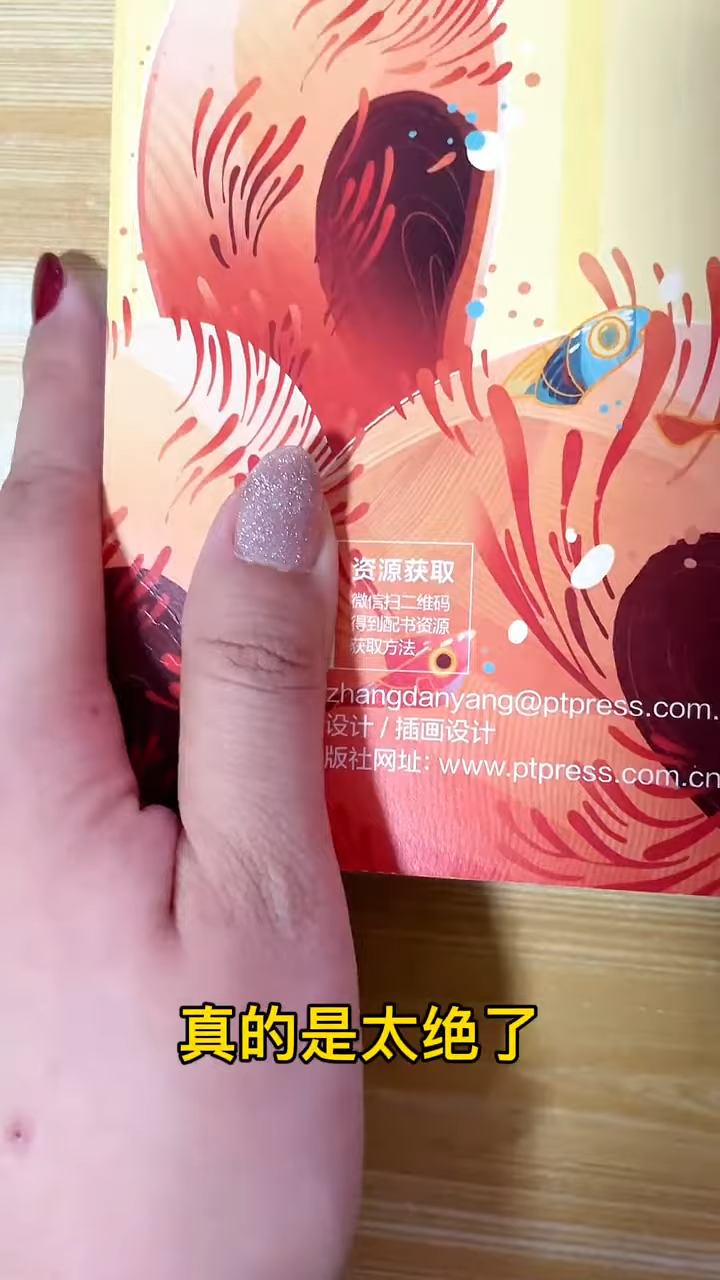 资源获取
微信扫二维码
得到配书资源
获取方法
zhangdanyang@ptpress.com.
设计 / 插画设计
版社网址: www.ptpress.com.cn
真的是太绝了